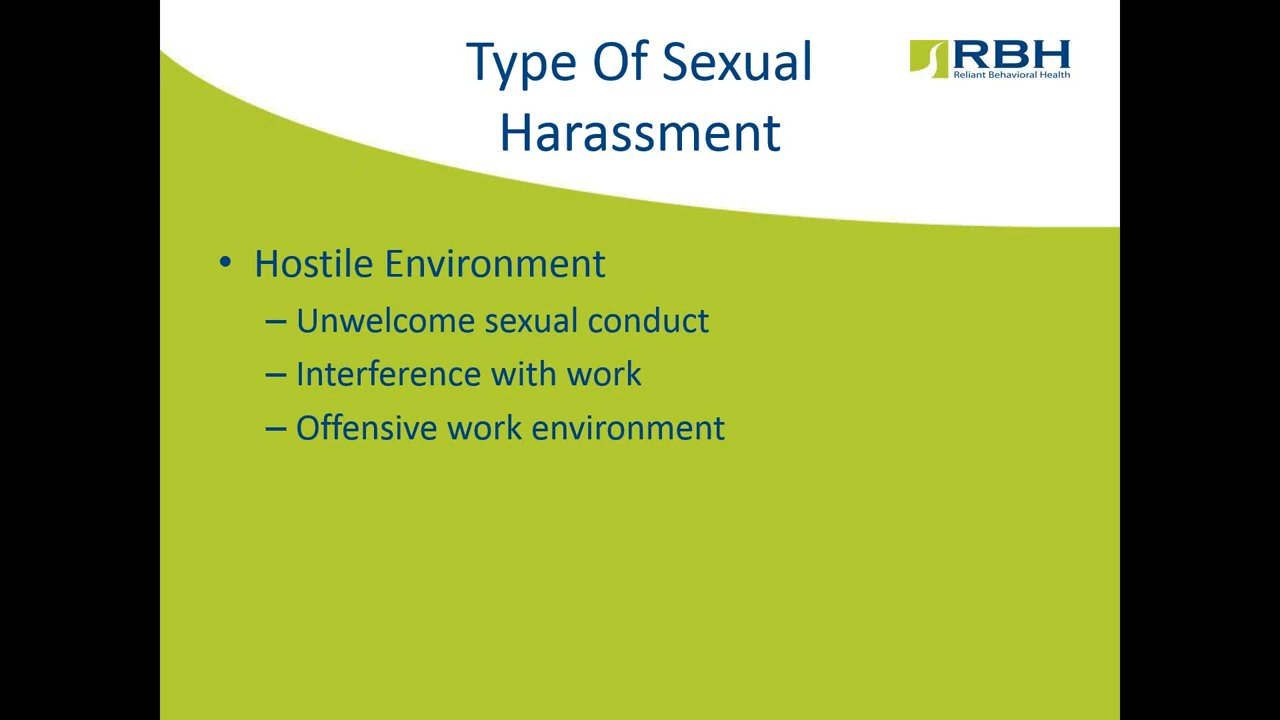 Type Of Sexual
Harassment
RBH
Reliant Behavioral Health
• Hostile Environment
– Unwelcome sexual conduct
– Interference with work
– Offensive work environment